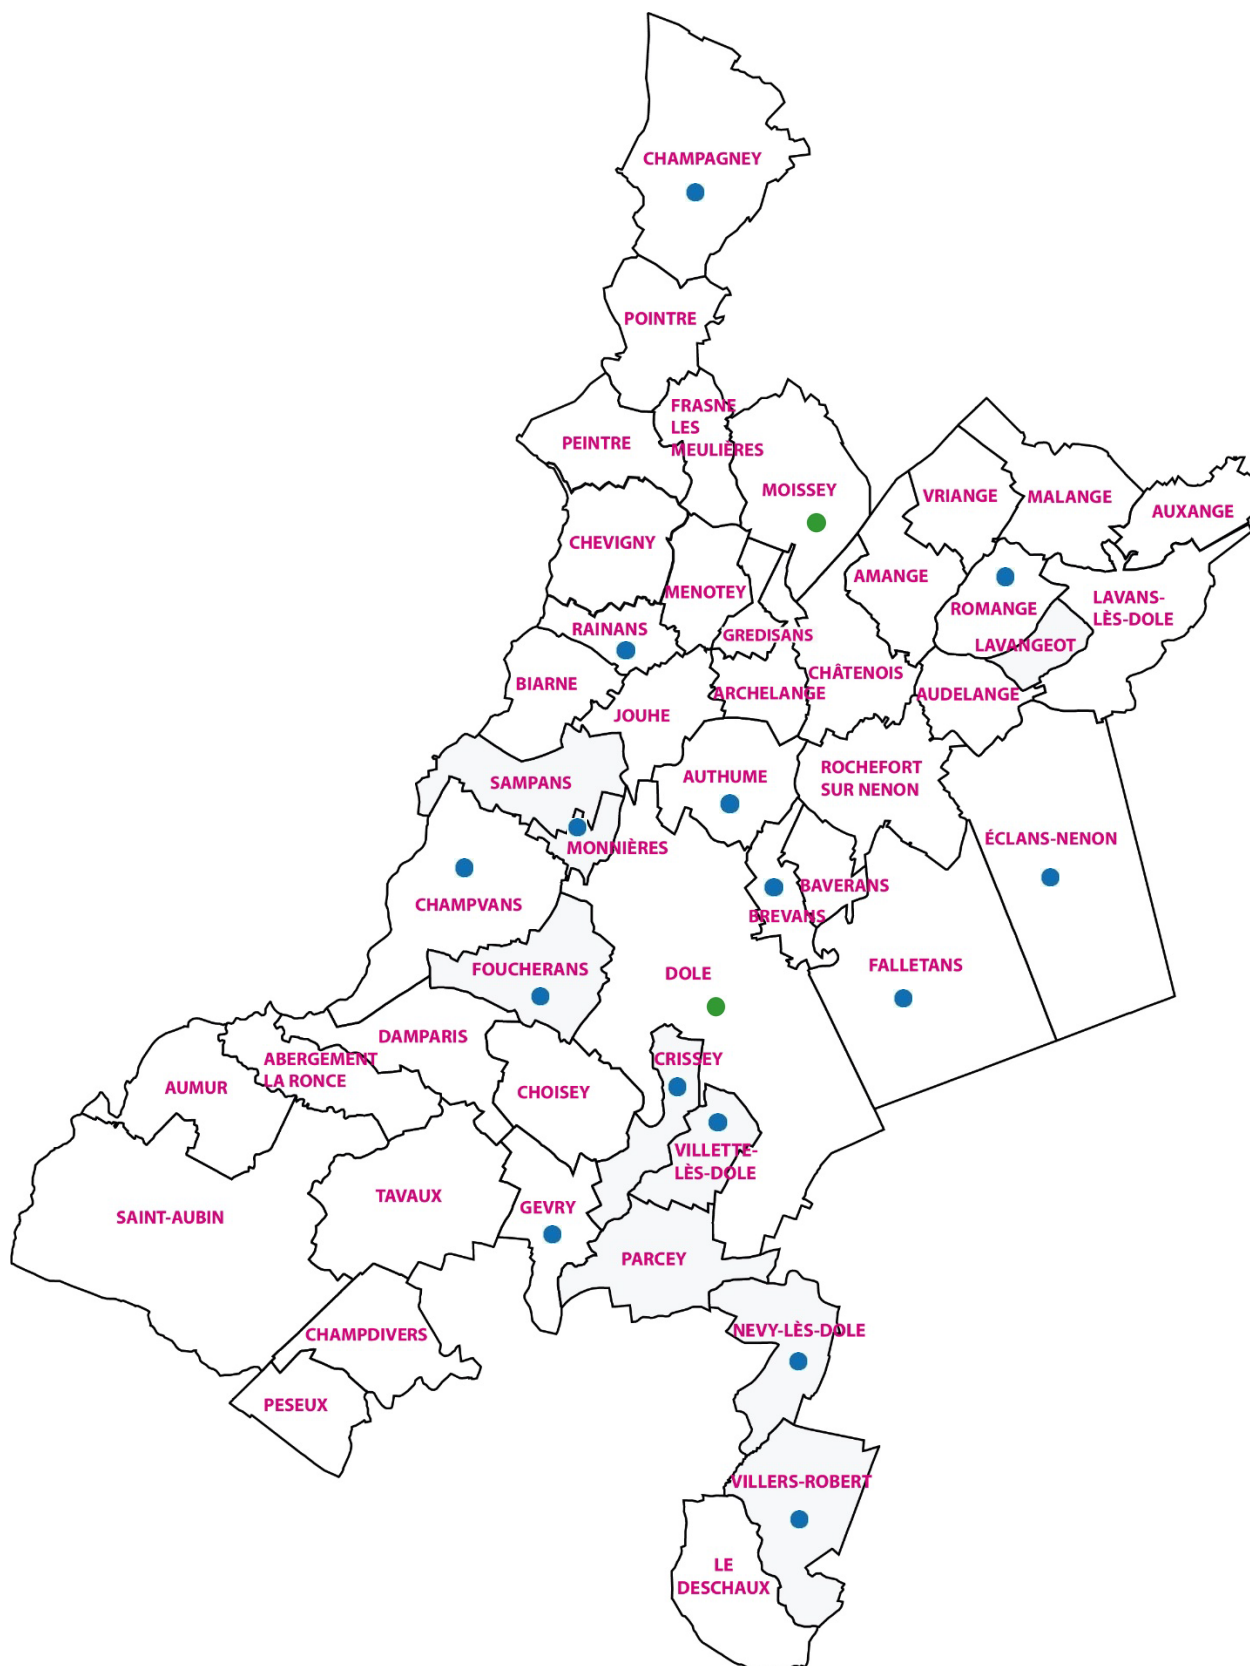 CHAMPAGNEY
POINTRE
FRASNE
LES
MEULIÈRES
PEINTRE
MOISSEY
VRIANGE
MALANGE
AUXANGE
CHEVIGNY
AMANGE
MENOTEY
ROMANGE
LAVANS-
LÈS-DOLE
RAINANS
GREDISANS
LAVANGEOT
CHÂTENOIS
BIARNE
ARCHELANGE
AUDELANGE
JOUHE
SAMPANS
AUTHUME
ROCHEFORT
SUR NENON
MONNIÈRES
ÉCLANS-NENON
CHAMPVANS
BAVERANS
BREVANS
FOUCHERANS
DOLE
FALLETANS
DAMPARIS
ABERGEMENT
LA RONCE
CRISSEY
AUMUR
CHOISEY
VILLETTE-
LÈS-DOLE
TAVAUX
GEVRY
SAINT-AUBIN
PARCEY
CHAMPDIVERS
NEVY-LÈS-DOLE
PESEUX
VILLERS-ROBERT
LE
DESCHAUX